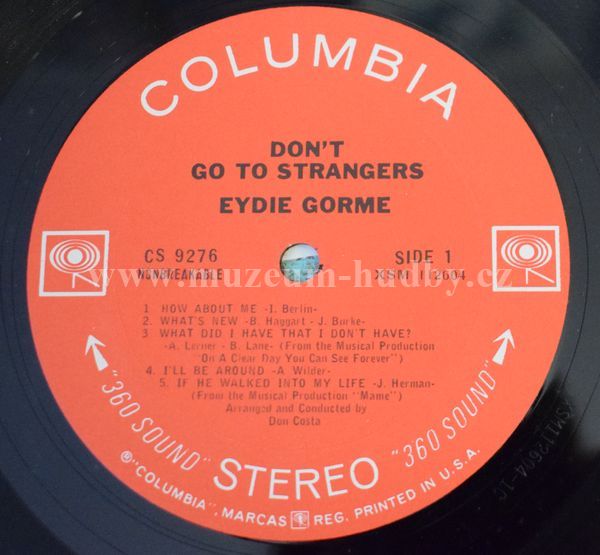 COLUMBIA
DON'T
GO TO STRANGERS
EYDIE GORME
CS 9276
NONBREAKABLE
SIDE 1
XSM 112604
www.muzeum-hudby.cz
1 HOW ABOUT ME -I. Berlin-
2. WHAT'S NEW -B. Haggart - J. Burke-
3 WHAT DID I HAVE THAT I DON'T HAVE?
-A. Lerner - B. Lane- (From the Musical Production
"On A Clear Day You Can See Forever")
4. I'LL BE AROUND -A. Wilder-
5. IF HE WALKED INTO MY LIFE -J. Herman-
(From the Musical Production "Mame")
Arranged and Conducted by
Don Costa
"360 SOUND" STEREO "360 SOUND"
℗"COLUMBIA", MARCAS REG. PRINTED IN U.S.A.
XSM112604-1C